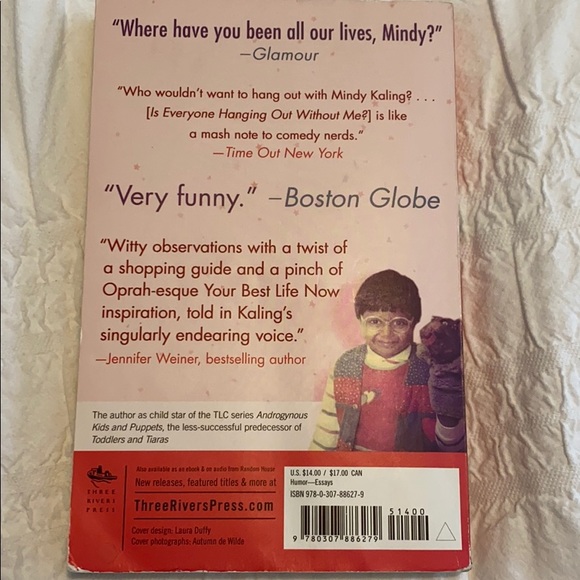 "Where have you been all our lives, Mindy?"
—Glamour
"Who wouldn't want to hang out with Mindy Kaling? . . .
[Is Everyone Hanging Out Without Me?] is like
a mash note to comedy nerds."
—Time Out New York
"Very funny." —Boston Globe
"Witty observations with a twist of
a shopping guide and a pinch of
Oprah-esque Your Best Life Now
inspiration, told in Kaling's
singularly endearing voice."
—Jennifer Weiner, bestselling author
The author as child star of the TLC series Androgynous
Kids and Puppets, the less-successful predecessor of
Toddlers and Tiaras
THREE
RIVERS
PRESS
Also available as an ebook & on audio from Random House
New releases, featured titles & more at
ThreeRiversPress.com
Cover design: Laura Duffy
Cover photographs: Autumn de Wilde
U.S. $14.00 / $17.00 CAN
Humor—Essays
ISBN 978-0-307-88627-9
51400
9 780307 886279